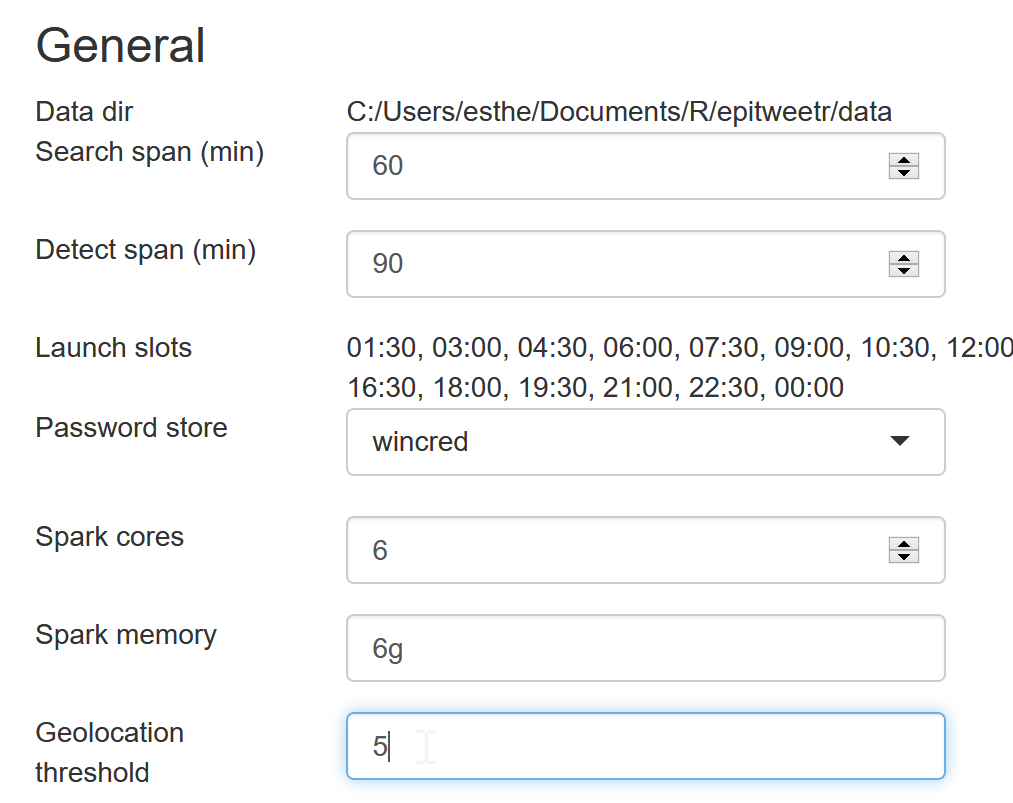 General
Data dir C:/Users/esthe/Documents/R/epitweetr/data
Search span (min) 60
Detect span (min) 90
Launch slots 01:30, 03:00, 04:30, 06:00, 07:30, 09:00, 10:30, 12:00
16:30, 18:00, 19:30, 21:00, 22:30, 00:00
Password store wincred
Spark cores 6
Spark memory 6g
Geolocation 5
threshold